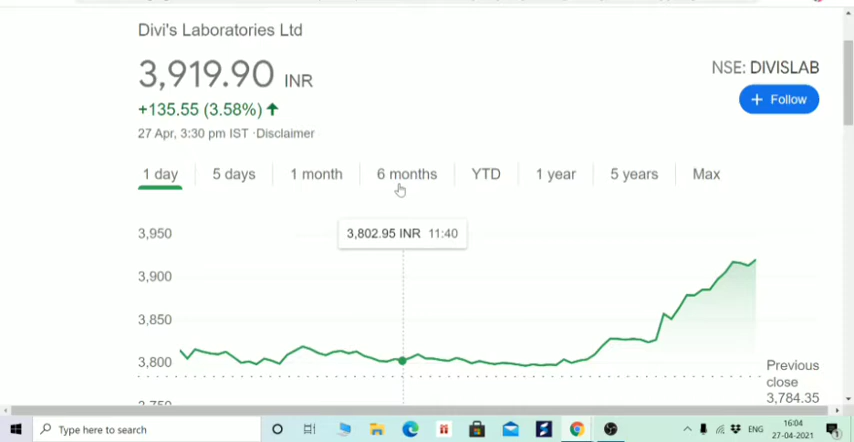 Divi's Laboratories Ltd
3,919.90 INR
NSE: DIVISLAB
+ Follow
+135.55 (3.58%)
27 Apr, 3:30 pm IST · Disclaimer
1 day 5 days 1 month 6 months YTD 1 year 5 years Max
3,802.95 INR 11:40
3,950
3,900
3,850
3,800
Previous
close
3,784.35
3,750
Type here to search
ENG
16:04
27-04-2021